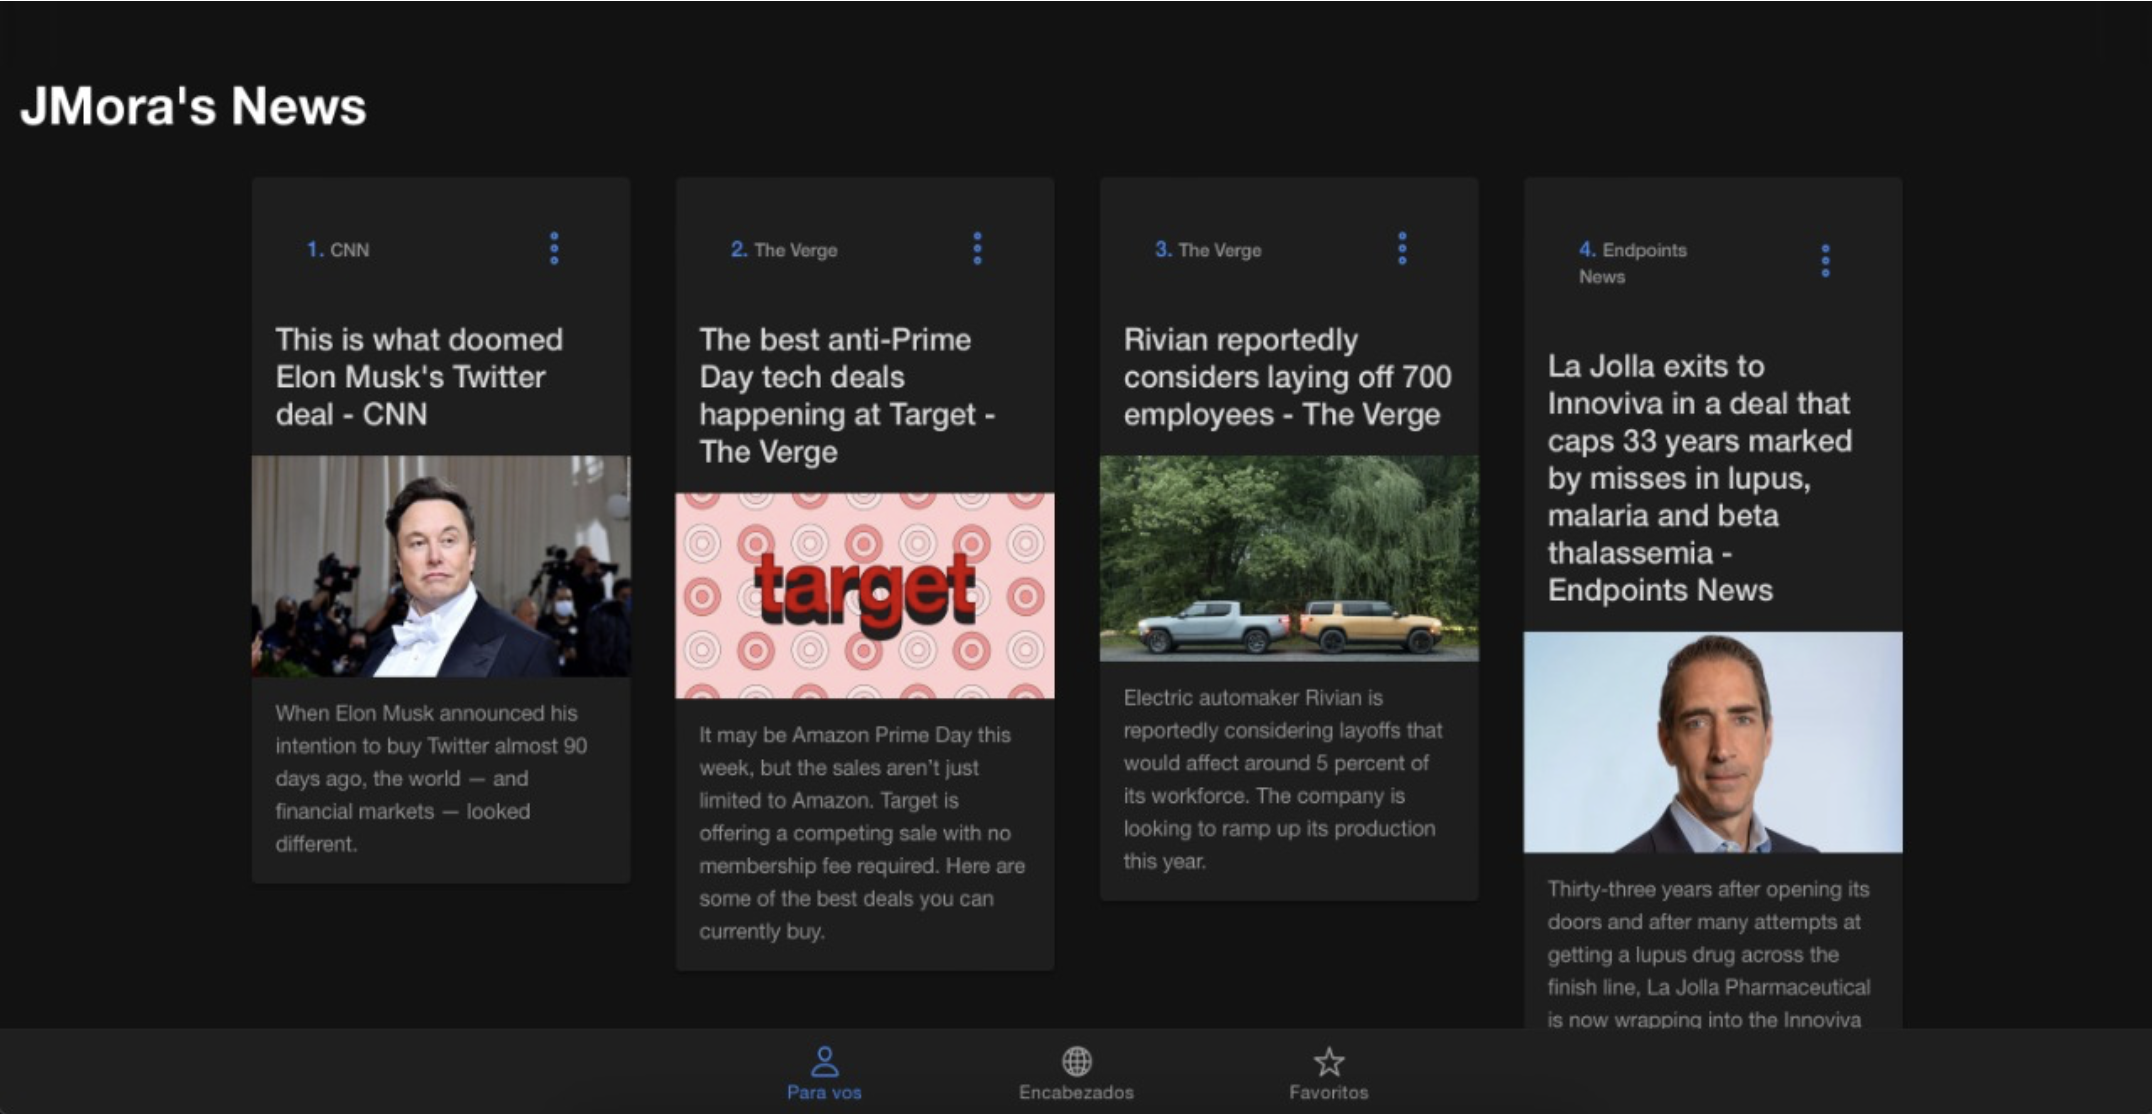 JMora's News
1. CNN
This is what doomed
Elon Musk's Twitter
deal - CNN
When Elon Musk announced his
intention to buy Twitter almost 90
days ago, the world — and
financial markets — looked
different.
2. The Verge
The best anti-Prime
Day tech deals
happening at Target -
The Verge
target
It may be Amazon Prime Day this
week, but the sales aren’t just
limited to Amazon. Target is
offering a competing sale with no
membership fee required. Here are
some of the best deals you can
currently buy.
3. The Verge
Rivian reportedly
considers laying off 700
employees - The Verge
Electric automaker Rivian is
reportedly considering layoffs that
would affect around 5 percent of
its workforce. The company is
looking to ramp up its production
this year.
4. Endpoints
News
La Jolla exits to
Innoviva in a deal that
caps 33 years marked
by misses in lupus,
malaria and beta
thalassemia -
Endpoints News
Thirty-three years after opening its
doors and after many attempts at
getting a lupus drug across the
finish line, La Jolla Pharmaceutical
is now wrapping into the Innoviva
Para vos
Encabezados
Favoritos